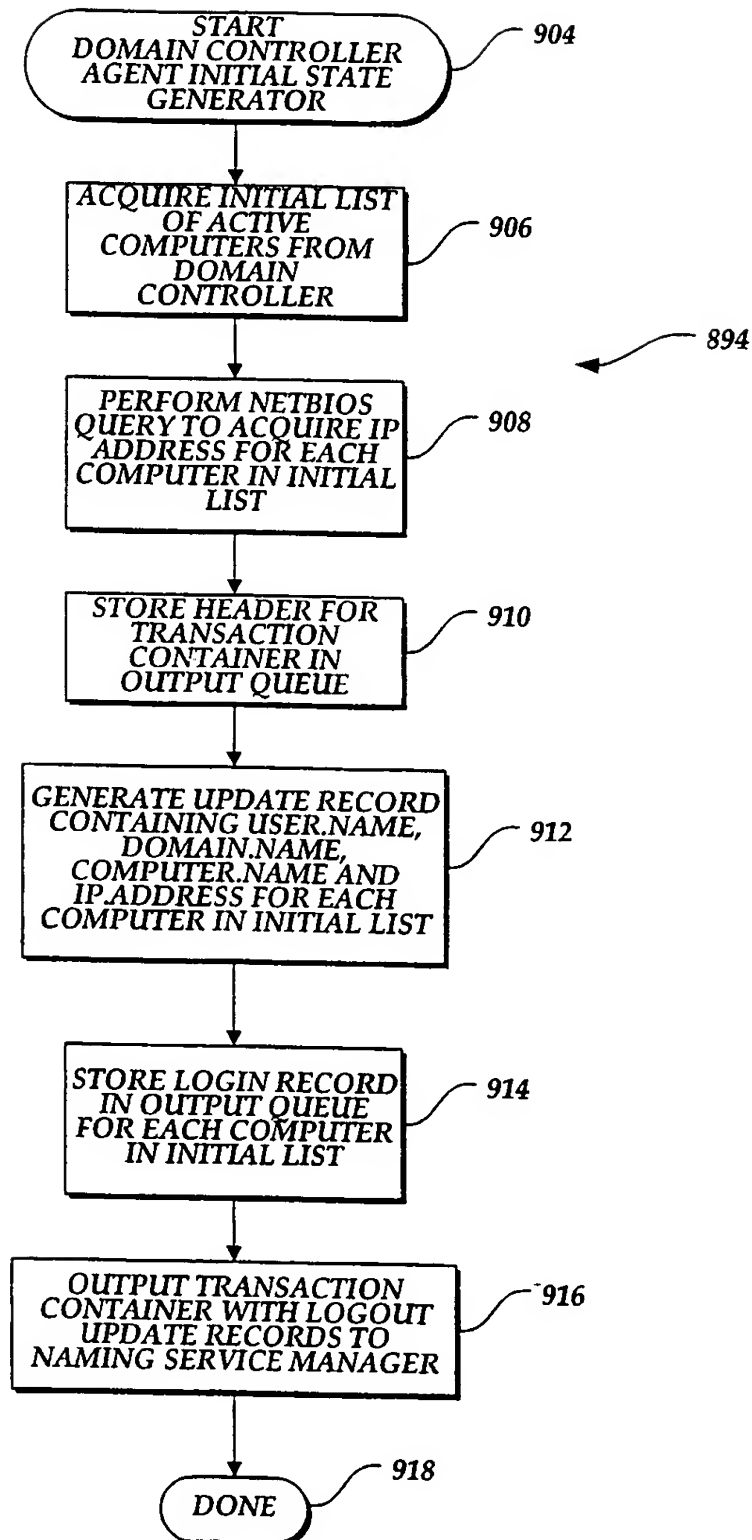 START
DOMAIN CONTROLLER
AGENT INITIAL STATE
GENERATOR
904
ACQUIRE INITIAL LIST
OF ACTIVE
COMPUTERS FROM
DOMAIN
CONTROLLER
906
894
PERFORM NETBIOS
QUERY TO ACQUIRE IP
ADDRESS FOR EACH
COMPUTER IN INITIAL
LIST
908
STORE HEADER FOR
TRANSACTION
CONTAINER IN
OUTPUT QUEUE
910
GENERATE UPDATE RECORD
CONTAINING USER.NAME,
DOMAIN.NAME,
COMPUTER.NAME AND
IP.ADDRESS FOR EACH
COMPUTER IN INITIAL LIST
912
STORE LOGIN RECORD
IN OUTPUT QUEUE
FOR EACH COMPUTER
IN INITIAL LIST
914
OUTPUT TRANSACTION
CONTAINER WITH LOGOUT
UPDATE RECORDS TO
NAMING SERVICE MANAGER
916
DONE
918